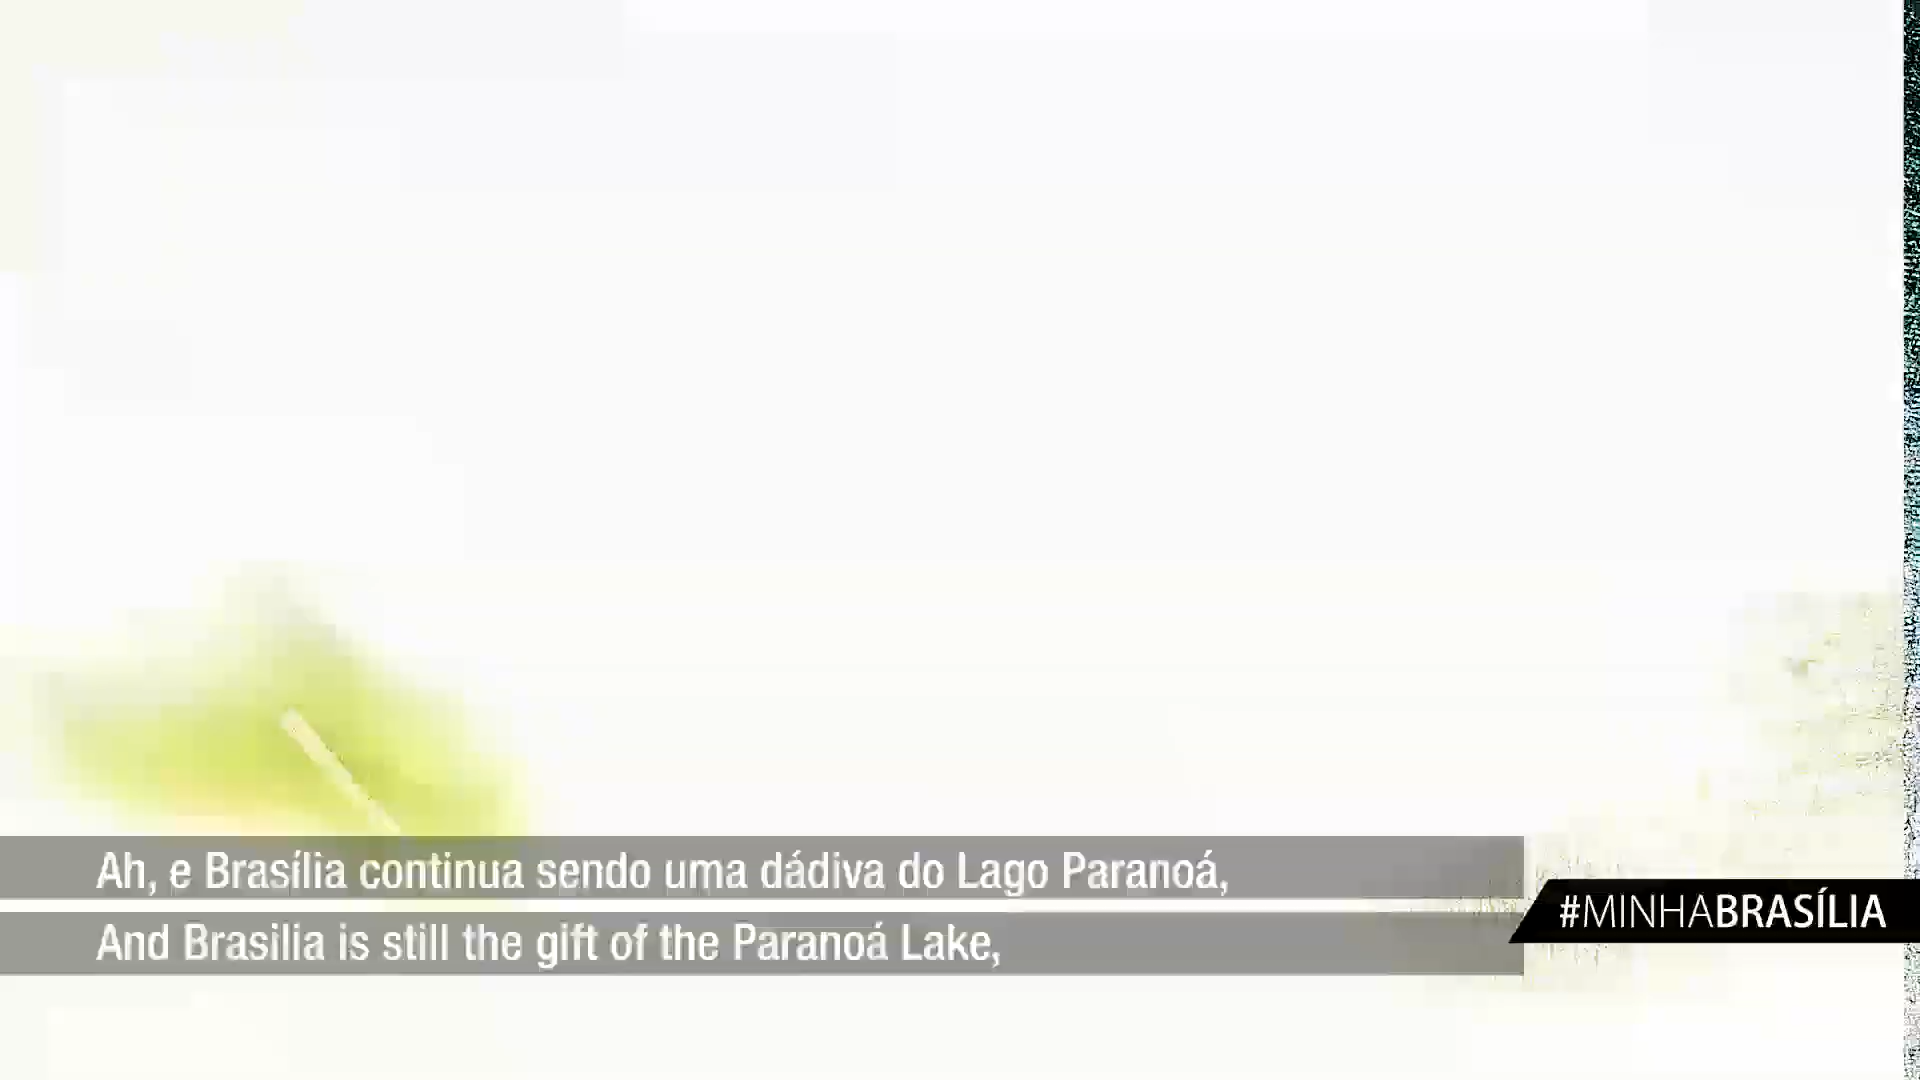 Ah, e Brasília continua sendo uma dádiva do Lago Paranoá,
And Brasilia is still the gift of the Paranoá Lake,
#MINHABRASÍLIA